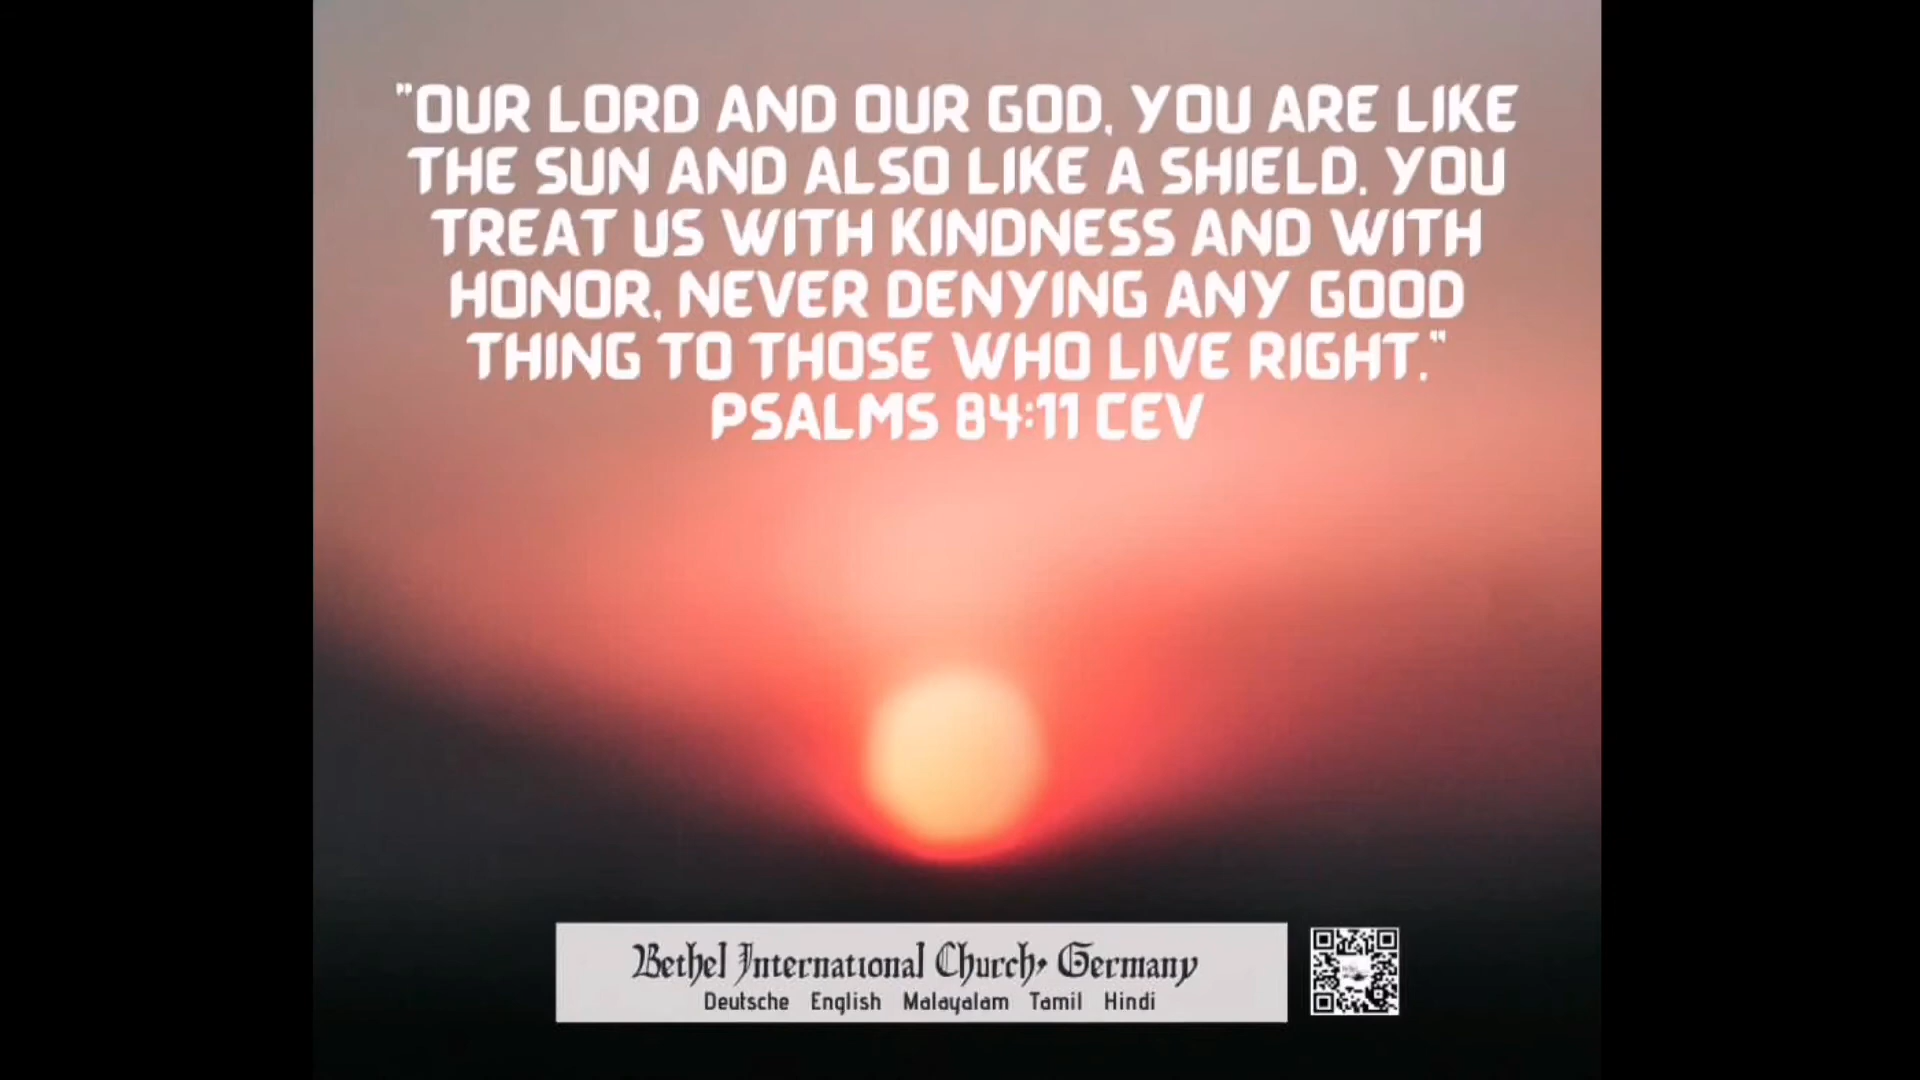 "OUR LORD AND OUR GOD, YOU ARE LIKE
THE SUN AND ALSO LIKE A SHIELD. YOU
TREAT US WITH KINDNESS AND WITH
HONOR, NEVER DENYING ANY GOOD
THING TO THOSE WHO LIVE RIGHT."
PSALMS 84:11 CEV
Bethel International Church, Germany
Deutsche English Malayalam Tamil Hindi